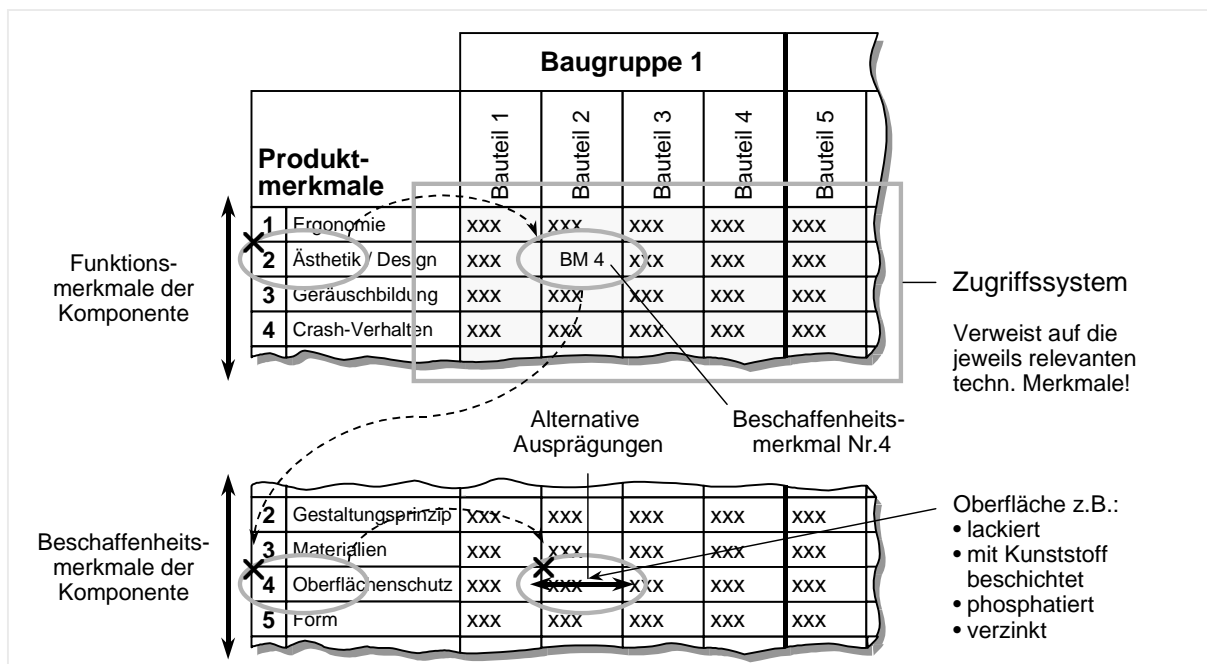 Baugruppe 1
Produkt-
merkmale
Bauteil 1
Bauteil 2
Bauteil 3
Bauteil 4
Bauteil 5
1 Ergonomie xxx xxx xxx xxx xxx
2 Ästhetik / Design xxx BM 4 xxx xxx xxx
3 Geräuschbildung xxx xxx xxx xxx xxx
4 Crash-Verhalten xxx xxx xxx xxx xxx
Funktions-
merkmale der
Komponente
Zugriffssystem
Verweist auf die
jeweils relevanten
techn. Merkmale!
Alternative
Ausprägungen
Beschaffenheits-
merkmal Nr.4
2 Gestaltungsprinzip xxx xxx xxx xxx xxx
3 Materialien xxx xxx xxx xxx xxx
4 Oberflächenschutz xxx xxx xxx xxx xxx
5 Form xxx xxx xxx xxx xxx
Beschaffenheits-
merkmale der
Komponente
Oberfläche z.B.:
• lackiert
• mit Kunststoff
beschichtet
• phosphatiert
• verzinkt